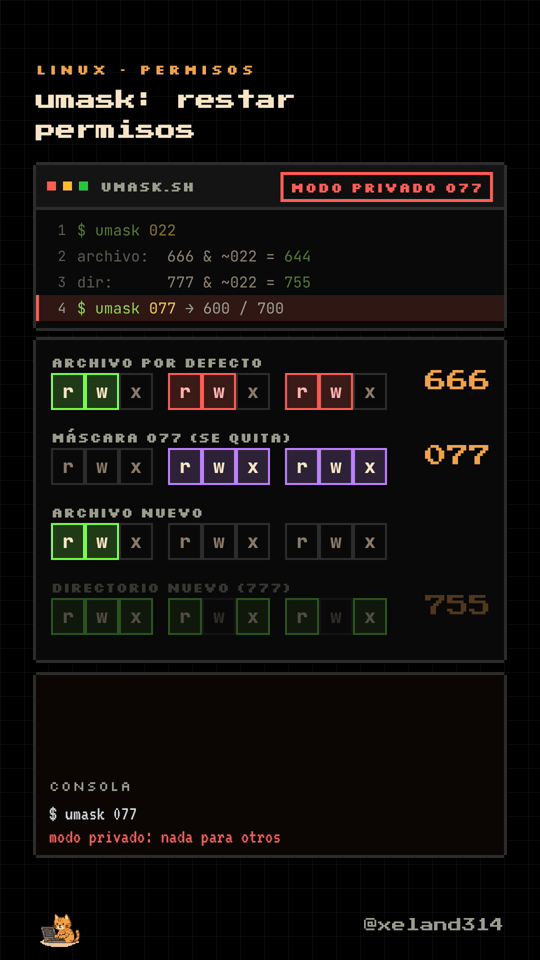 LINUX - PERMISOS
umask: restar
permisos
UMASK.SH
MODO PRIVADO 077
1 $ umask 022
2 archivo: 666 & ~022 = 644
3 dir: 777 & ~022 = 755
4 $ umask 077 → 600 / 700
ARCHIVO POR DEFECTO
r w x r w x r w x
666
MÁSCARA 077 (SE QUITA)
r w x r w x r w x
077
ARCHIVO NUEVO
r w x r w x r w x
DIRECTORIO NUEVO (777)
r w x r w x r w x
755
CONSOLA
$ umask 077
modo privado: nada para otros
@xeland314